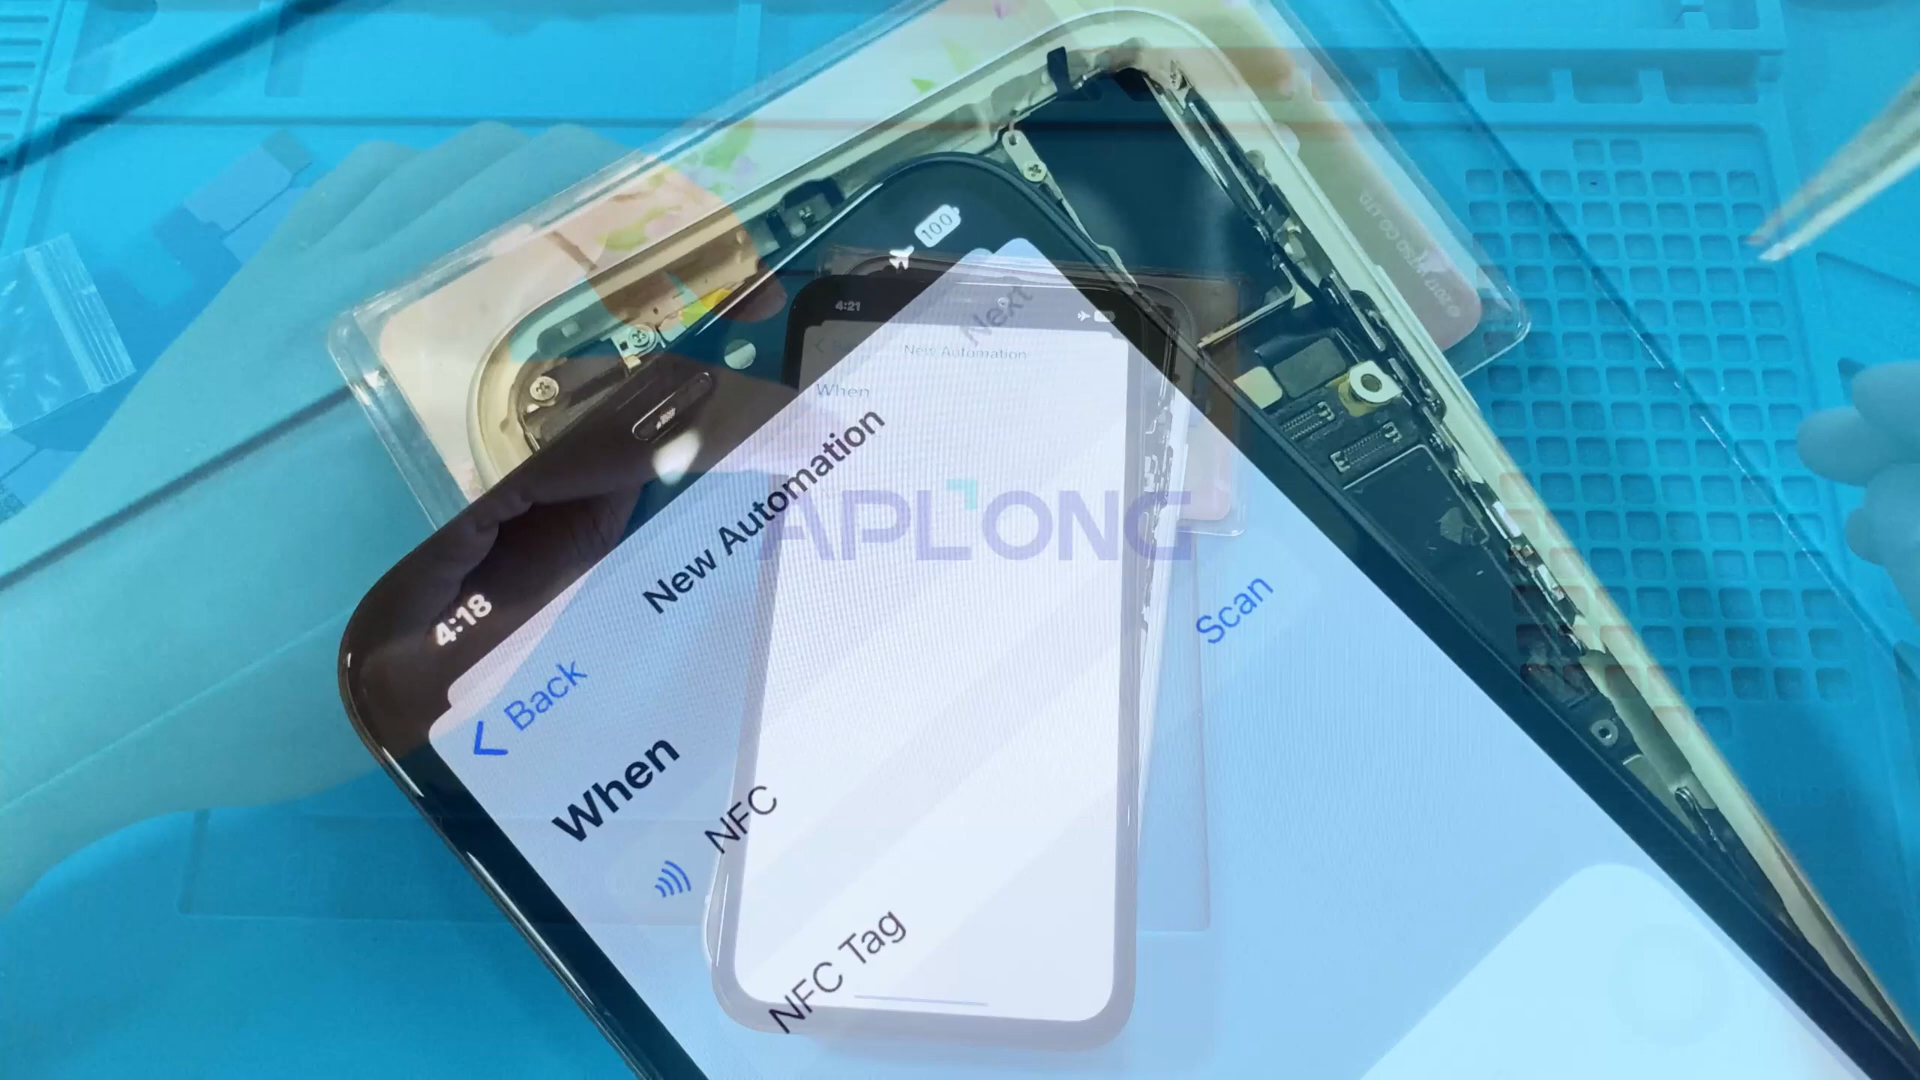 100
4:21
Next
New Automation
When
New Automation
APLONG
4:18
Scan
Back
When
NFC
NFC Tag